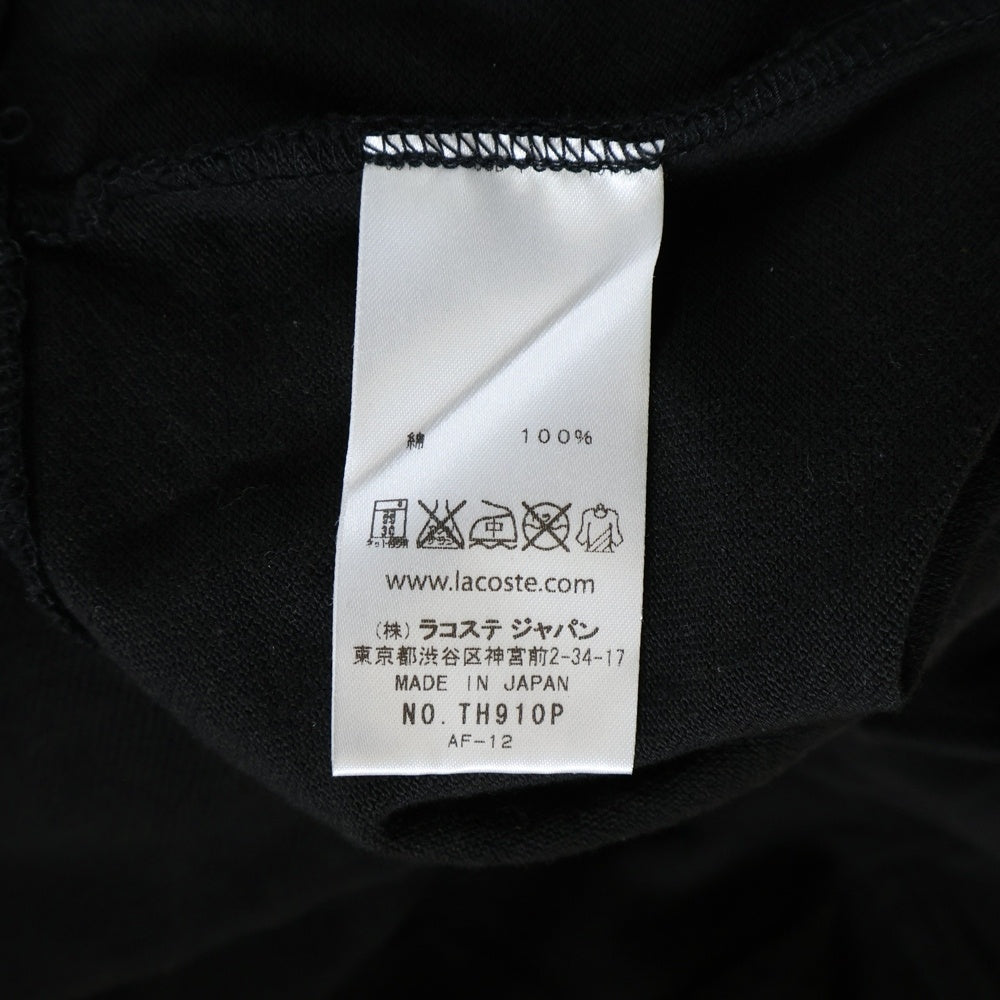 綿 100%
中
www.lacoste.com
(株) ラコステ ジャパン
東京都渋谷区神宮前2-34-17
MADE IN JAPAN
NO. TH910P
AF-12